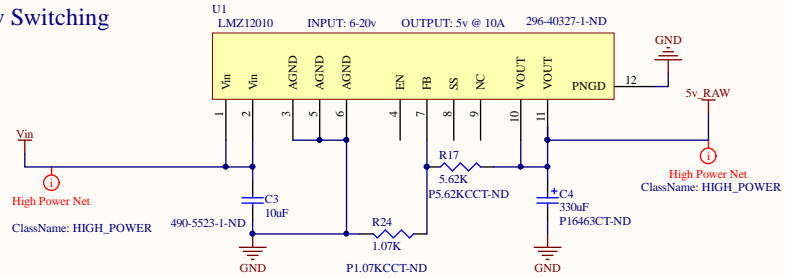 Switching
U1
LMZ12010 INPUT: 6-20v OUTPUT: 5v @ 10A 296-40327-1-ND
GND
Vin Vin AGND AGND AGND EN FB SS NC VOUT VOUT PNGD 12
5v_RAW
1 2 3 5 6 4 7 8 9 10 11
Vin
R17
5.62K
P5.62KCCT-ND
i
High Power Net
ClassName: HIGH_POWER
i
High Power Net
ClassName: HIGH_POWER
C3
10uF
490-5523-1-ND
R24
1.07K
P1.07KCCT-ND
+ C4
330uF
P16463CT-ND
GND
GND